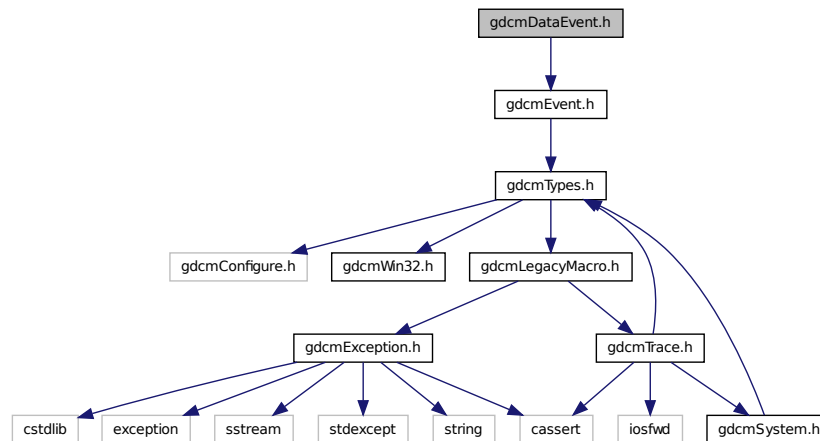 gdcmDataEvent.h
gdcmEvent.h
gdcmTypes.h
gdcmConfigure.h
gdcmWin32.h
gdcmLegacyMacro.h
gdcmException.h
gdcmTrace.h
cstdlib
exception
sstream
stdexcept
string
cassert
iosfwd
gdcmSystem.h